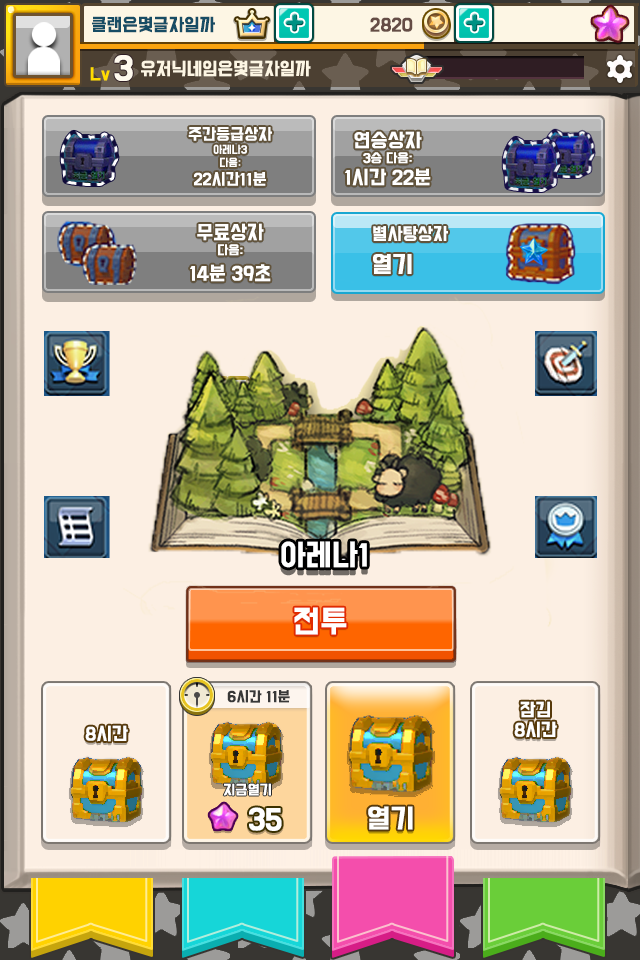 클랜은몇글자일까
2820
Lv 3 유저닉네임은몇글자일까
주간등급상자
아레나3
다음:
22시간11분
연승상자
3승 다음:
1시간 22분
무료상자
다음:
14분 39초
별사탕상자
열기
아레나1
전투
8시간
6시간 11분
지금열기
35
열기
잠김
8시간